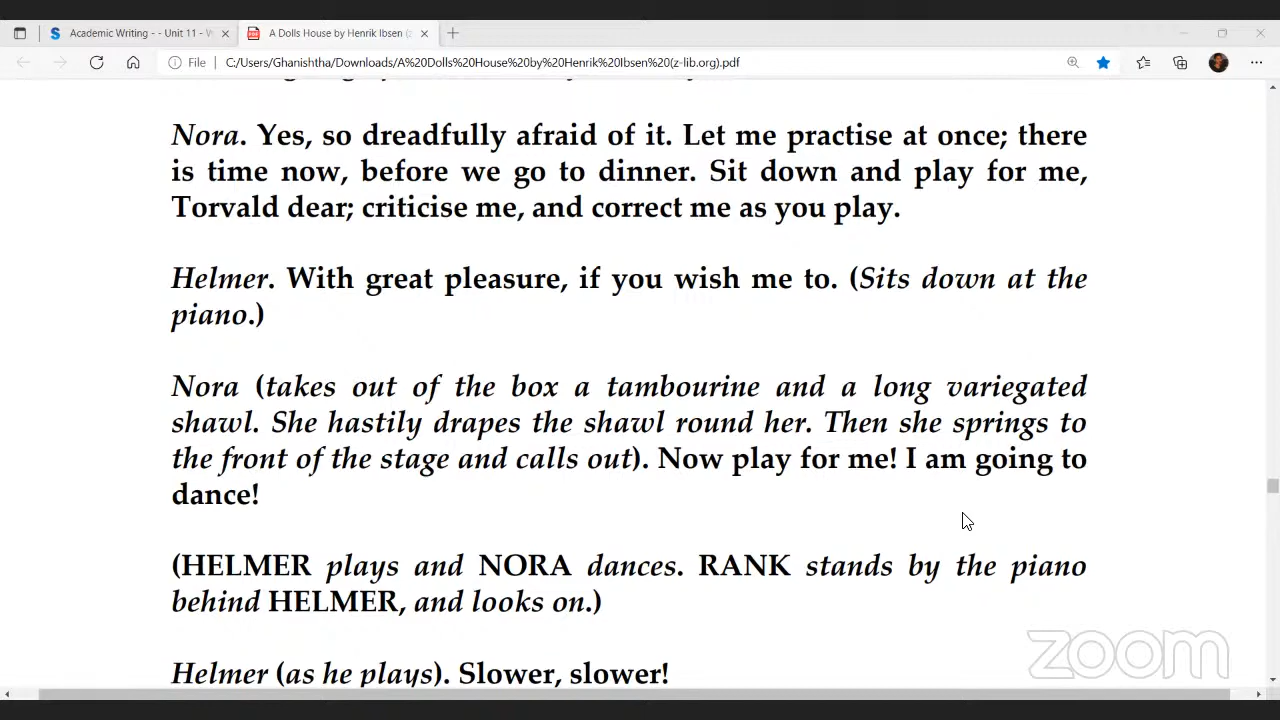 Academic Writing - - Unit 11 -
A Dolls House by Henrik Ibsen (z
File
C:/Users/Ghanishtha/Downloads/A%20Dolls%20House%20by%20Henrik%20Ibsen%20(z-lib.org).pdf
Nora. Yes, so dreadfully afraid of it. Let me practise at once; there
is time now, before we go to dinner. Sit down and play for me,
Torvald dear; criticise me, and correct me as you play.
Helmer. With great pleasure, if you wish me to. (Sits down at the
piano.)
Nora (takes out of the box a tambourine and a long variegated
shawl. She hastily drapes the shawl round her. Then she springs to
the front of the stage and calls out). Now play for me! I am going to
dance!
(HELMER plays and NORA dances. RANK stands by the piano
behind HELMER, and looks on.)
Helmer (as he plays). Slower, slower!
zoom